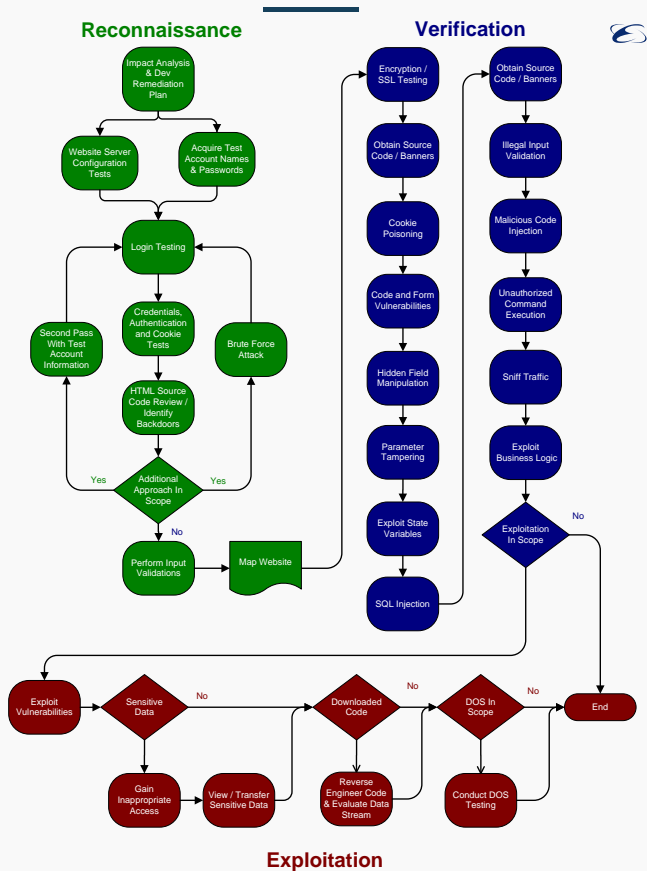 Reconnaissance
Impact Analysis
& Dev
Remediation
Plan
Website Server
Configuration
Tests
Acquire Test
Account Names
& Passwords
Login Testing
Credentials,
Authentication
and Cookie
Tests
Second Pass
With Test
Account
Information
Brute Force
Attack
HTML Source
Code Review /
Identify
Backdoors
Yes
Additional
Approach In
Scope
Yes
No
Perform Input
Validations
Map Website
Verification
Encryption /
SSL Testing
Obtain Source
Code / Banners
Cookie
Poisoning
Code and Form
Vulnerabilities
Hidden Field
Manipulation
Parameter
Tampering
Exploit State
Variables
SQL Injection
Obtain Source
Code / Banners
Illegal Input
Validation
Malicious Code
Injection
Unauthorized
Command
Execution
Sniff Traffic
Exploit
Business Logic
Exploitation
In Scope
No
Exploit
Vulnerabilities
Sensitive
Data
No
Gain
Inappropriate
Access
View / Transfer
Sensitive Data
Downloaded
Code
No
Reverse
Engineer Code
& Evaluate Data
Stream
DOS In
Scope
No
Conduct DOS
Testing
End
Exploitation